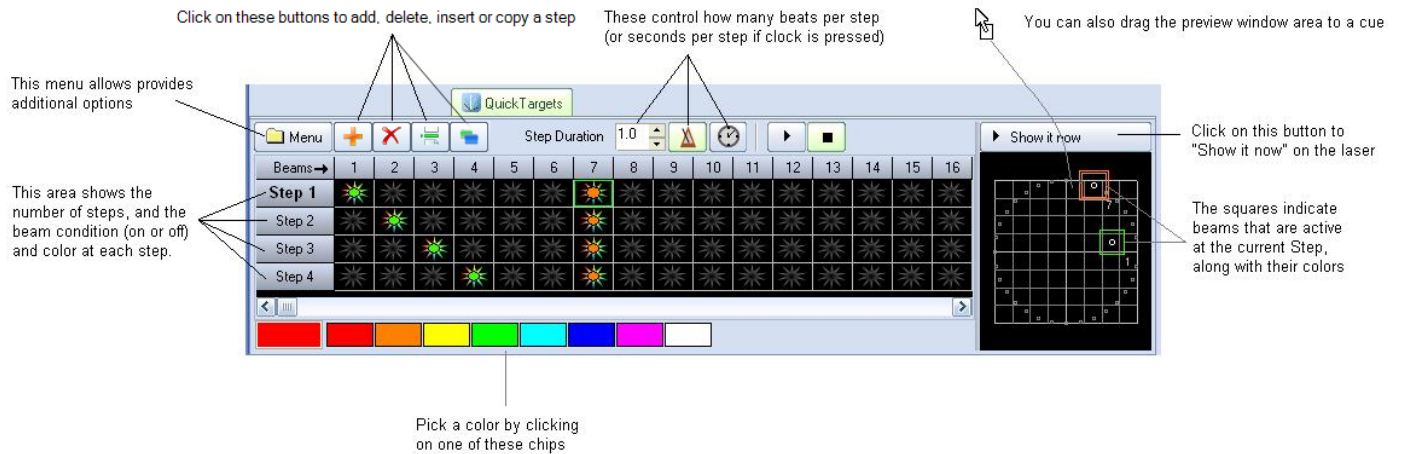 Click on these buttons to add, delete, insert or copy a step
These control how many beats per step
(or seconds per step if clock is pressed)
You can also drag the preview window area to a cue
This menu allows provides
additional options
QuickTargets
Menu
Step Duration
1.0
Show it now
Click on this button to
"Show it now" on the laser
Beams→ 1 2 3 4 5 6 7 8 9 10 11 12 13 14 15 16
Step 1
Step 2
Step 3
Step 4
This area shows the
number of steps, and the
beam condition (on or off)
and color at each step.
7
1
The squares indicate
beams that are active
at the current Step,
along with their colors
Pick a color by clicking
on one of these chips